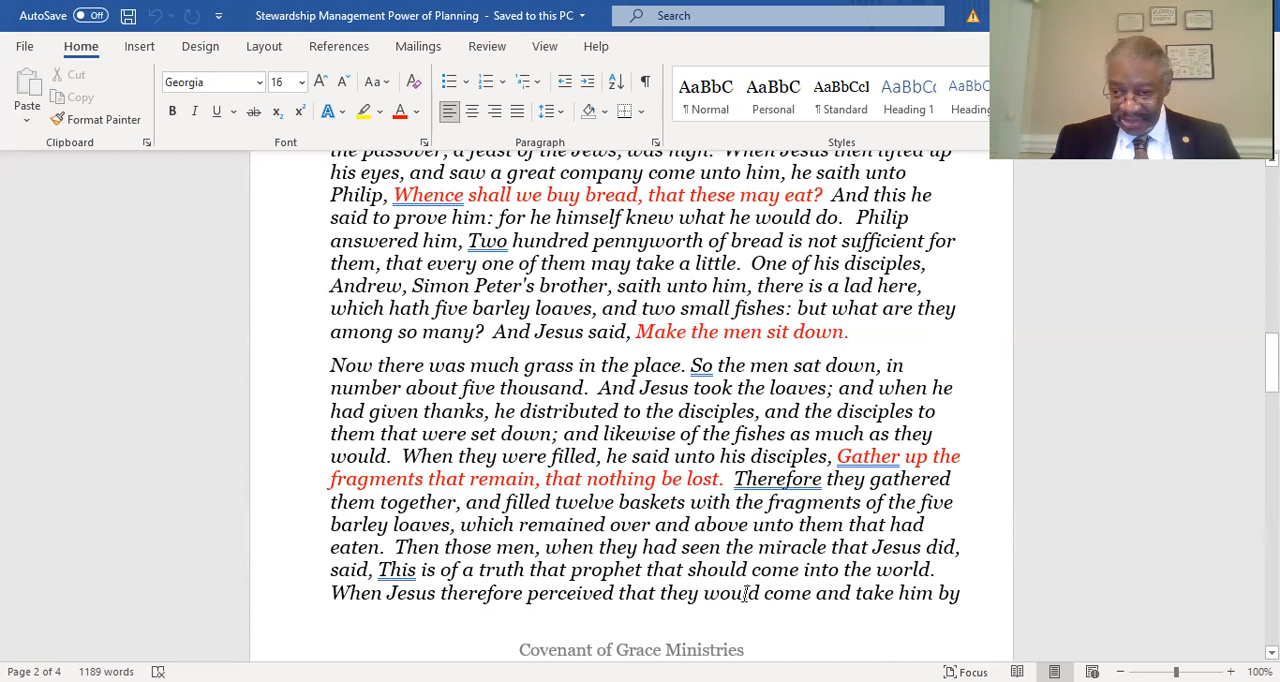 AutoSave Off Stewardship Management Power of Planning - Saved to this PC Search
File Home Insert Design Layout References Mailings Review View Help
Paste Cut Copy Format Painter
Georgia 16 Aa
AaBbC AaBbC AaBbCcI AaBbCcI AaBbC
¶ Normal Personal ¶ Standard Heading 1 Heading
Clipboard Font Paragraph Styles
the passover, a feast of the Jews, was nigh. When Jesus then lifted up
his eyes, and saw a great company come unto him, he saith unto
Philip, Whence shall we buy bread, that these may eat? And this he
said to prove him: for he himself knew what he would do. Philip
answered him, Two hundred pennyworth of bread is not sufficient for
them, that every one of them may take a little. One of his disciples,
Andrew, Simon Peter's brother, saith unto him, there is a lad here,
which hath five barley loaves, and two small fishes: but what are they
among so many? And Jesus said, Make the men sit down.
Now there was much grass in the place. So the men sat down, in
number about five thousand. And Jesus took the loaves; and when he
had given thanks, he distributed to the disciples, and the disciples to
them that were set down; and likewise of the fishes as much as they
would. When they were filled, he said unto his disciples, Gather up the
fragments that remain, that nothing be lost. Therefore they gathered
them together, and filled twelve baskets with the fragments of the five
barley loaves, which remained over and above unto them that had
eaten. Then those men, when they had seen the miracle that Jesus did,
said, This is of a truth that prophet that should come into the world.
When Jesus therefore perceived that they would come and take him by
Covenant of Grace Ministries
Page 2 of 4 1189 words Focus 100%